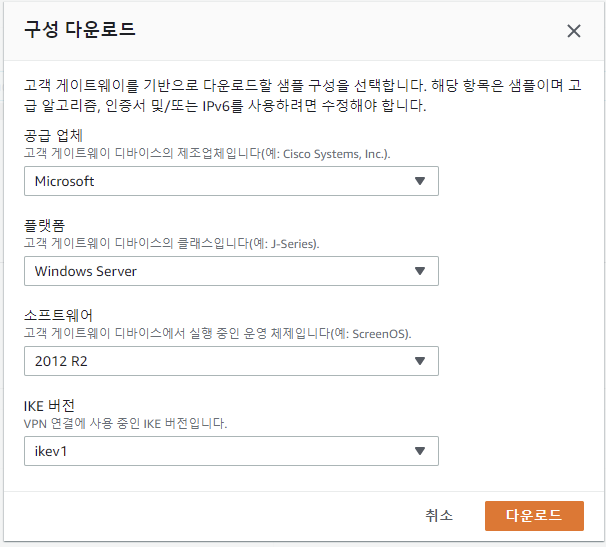 구성 다운로드
고객 게이트웨이를 기반으로 다운로드할 샘플 구성을 선택합니다. 해당 항목은 샘플이며 고
급 알고리즘, 인증서 및/또는 IPv6를 사용하려면 수정해야 합니다.
공급 업체
고객 게이트웨이 디바이스의 제조업체입니다(예: Cisco Systems, Inc.).
Microsoft
플랫폼
고객 게이트웨이 디바이스의 클래스입니다(예: J-Series).
Windows Server
소프트웨어
고객 게이트웨이 디바이스에서 실행 중인 운영 체제입니다(예: ScreenOS).
2012 R2
IKE 버전
VPN 연결에 사용 중인 IKE 버전입니다.
ikev1
취소
다운로드